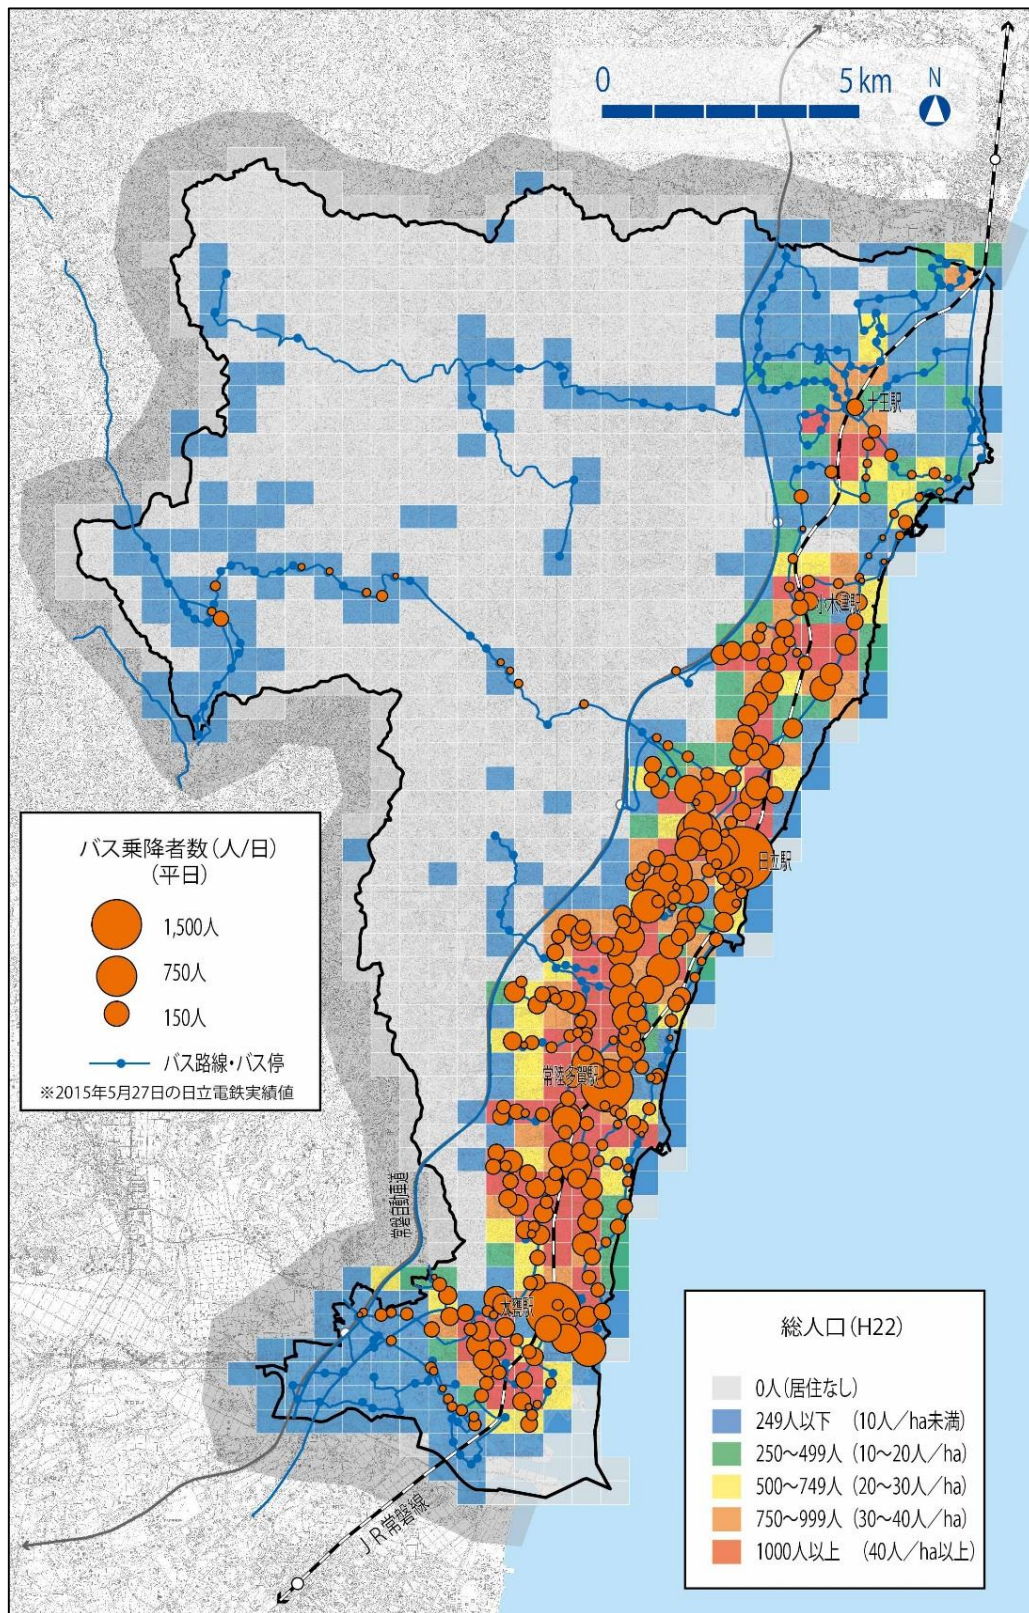 0 5 km N
十王駅
小木津駅
日立駅
バス乗降者数(人/日)
(平日)
1,500人
750人
150人
バス路線・バス停
※2015年5月27日の日立電鉄実績値
常陸多賀駅
常磐自動車道
大甕駅
JR常磐線
総人口(H22)
0人(居住なし)
249人以下 (10人/ha未満)
250〜499人 (10〜20人/ha)
500〜749人 (20〜30人/ha)
750〜999人 (30〜40人/ha)
1000人以上 (40人/ha以上)